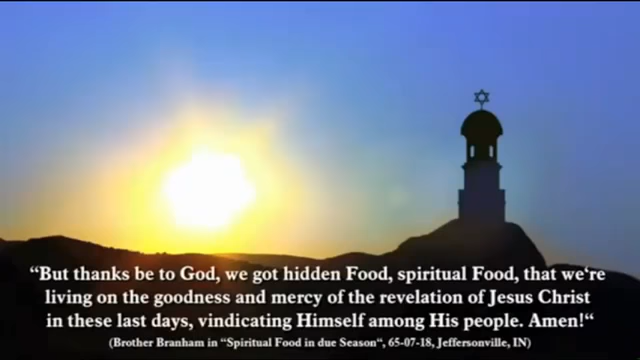 “But thanks be to God, we got hidden Food, spiritual Food, that we‘re
living on the goodness and mercy of the revelation of Jesus Christ
in these last days, vindicating Himself among His people. Amen!“
(Brother Branham in “Spiritual Food in due Season“, 65-07-18, Jeffersonville, IN)